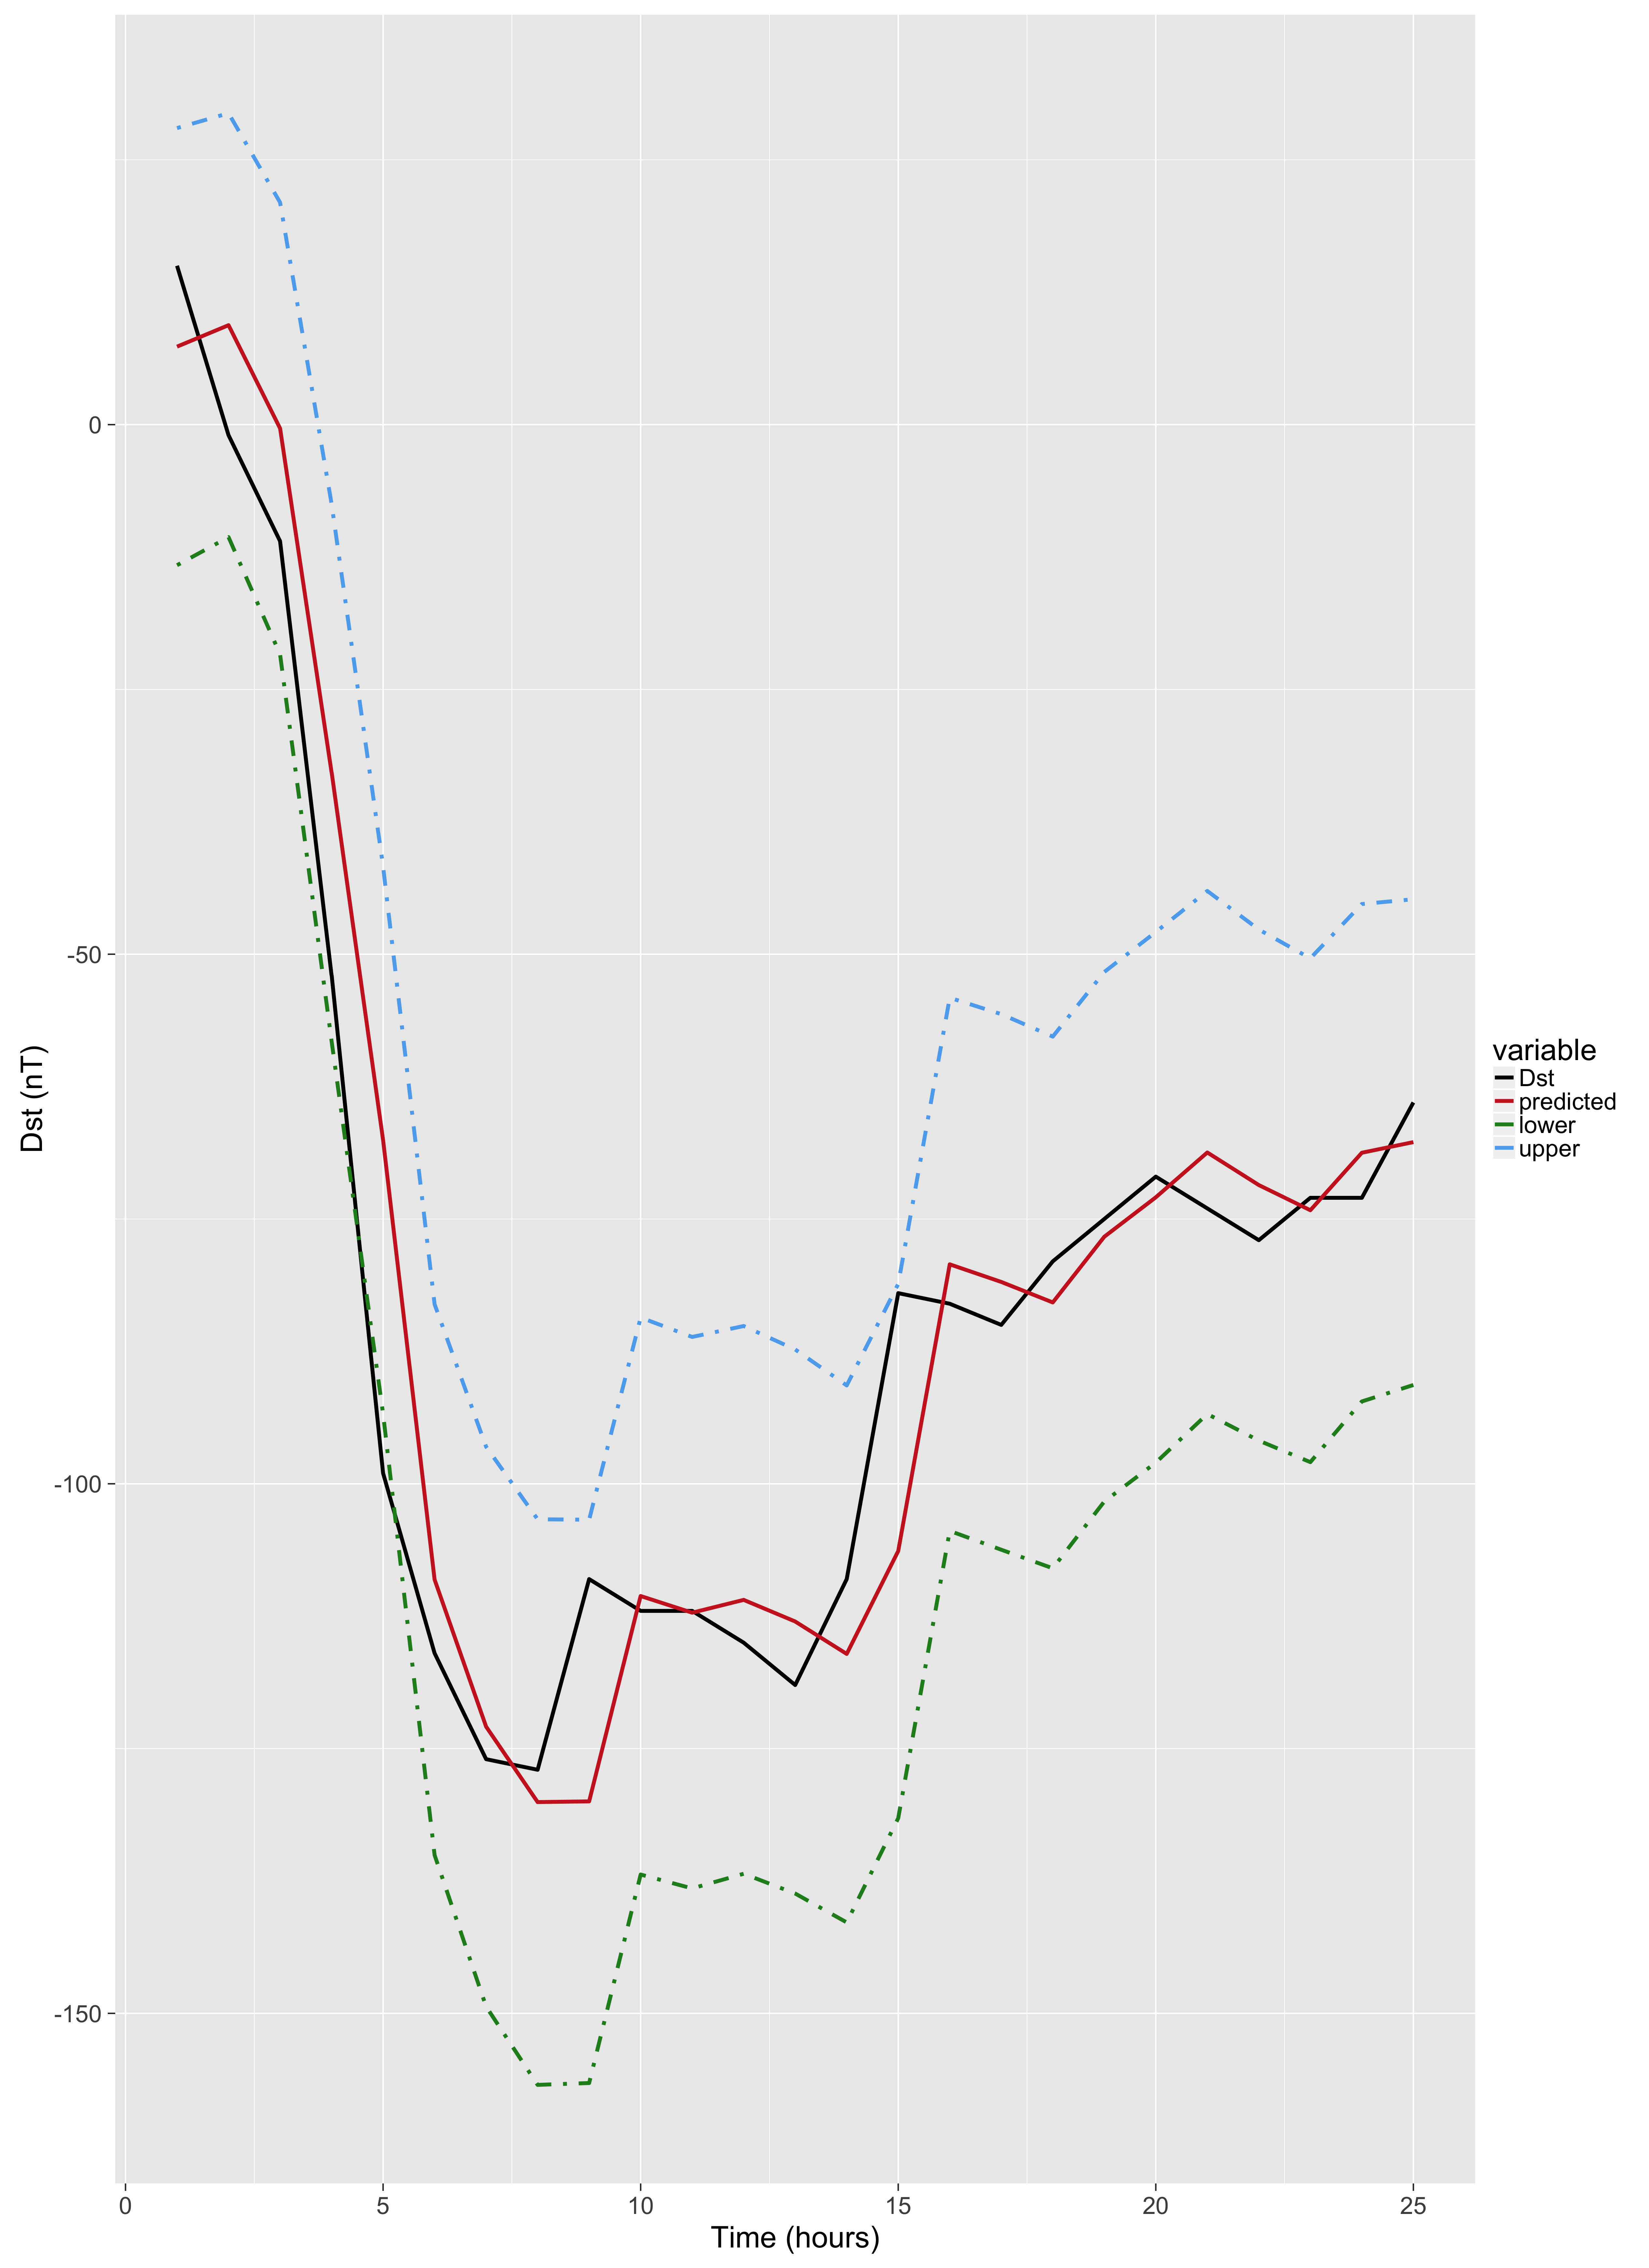 Dst (nT)
0
-50
-100
-150
0 5 10 15 20 25
Time (hours)
variable
Dst
predicted
lower
upper